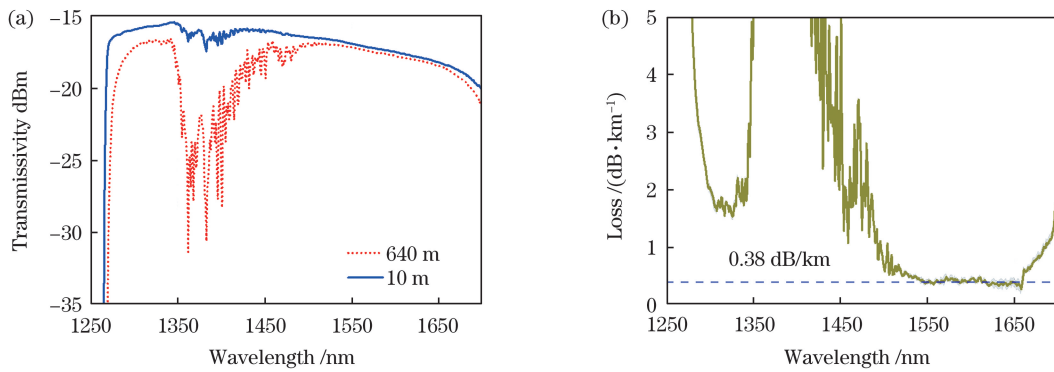 (a)
−15
−20
−25
−30
−35
Transmissivity dBm
640 m
10 m
1250 1350 1450 1550 1650
Wavelength /nm
(b)
5
4
3
2
1
0
Loss /(dB·km⁻¹)
0.38 dB/km
1250 1350 1450 1550 1650
Wavelength /nm